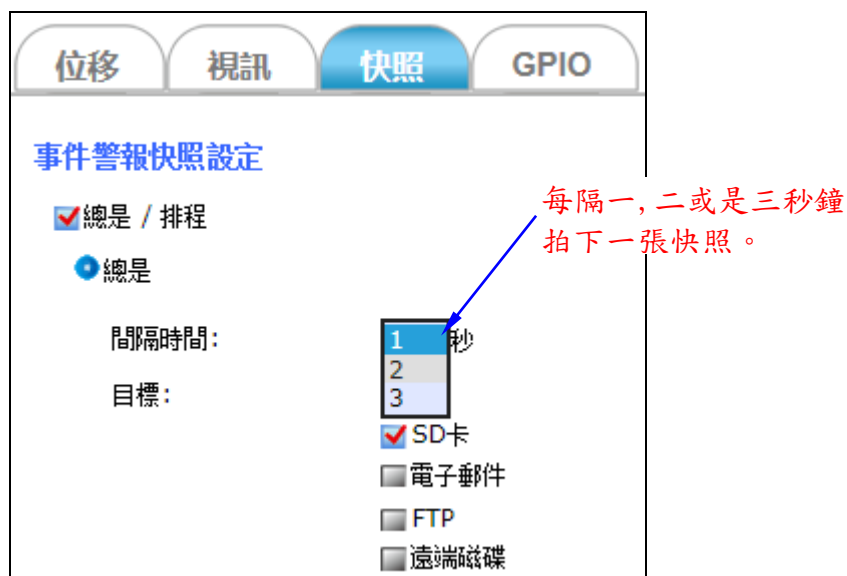 位移 視訊 快照 GPIO
事件警報快照設定
總是 / 排程
每隔一, 二或是三秒鐘
拍下一張快照。
總是
間隔時間: 1 秒
2
目標: 3
SD卡
電子郵件
FTP
遠端磁碟